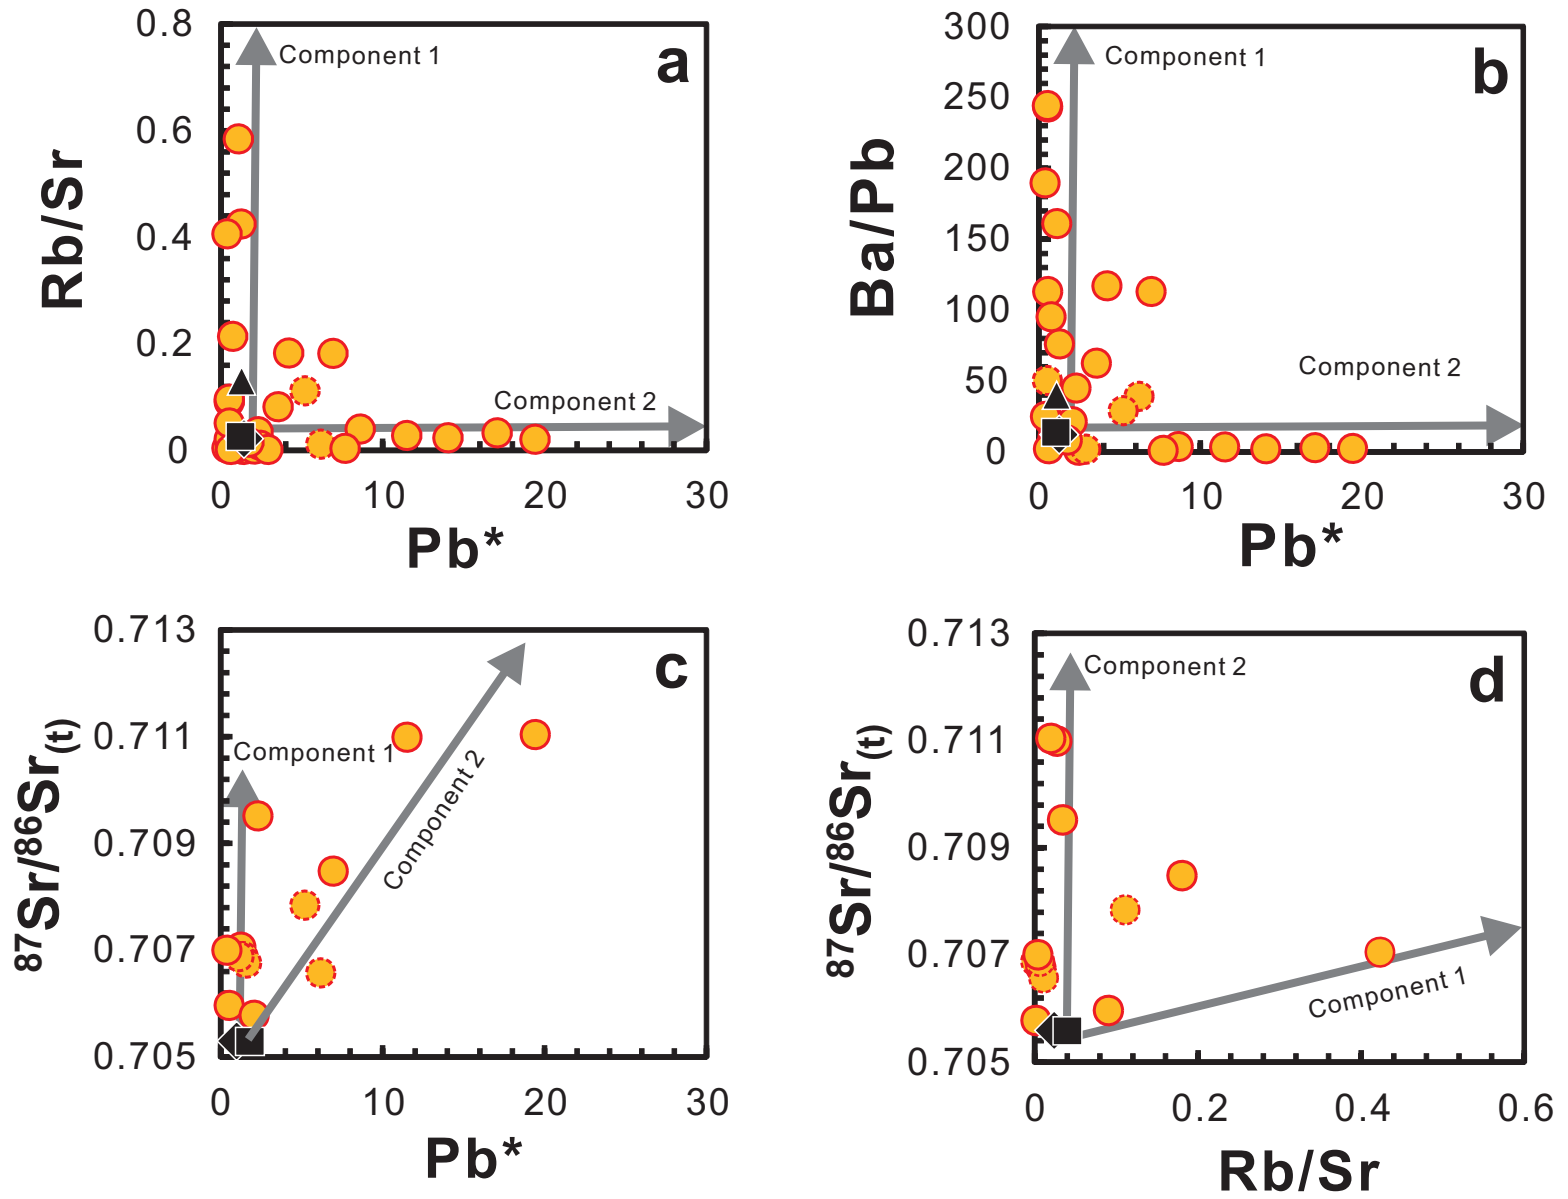 0.8
0.6
0.4
0.2
0
Rb/Sr
Component 1
a
Component 2
0 10 20 30
Pb*
300
250
200
150
100
50
0
Ba/Pb
Component 1
b
Component 2
0 10 20 30
Pb*
0.713
0.711
0.709
0.707
0.705
87Sr/86Sr(t)
c
Component 1
Component 2
0 10 20 30
Pb*
0.713
0.711
0.709
0.707
0.705
87Sr/86Sr(t)
Component 2
d
Component 1
0 0.2 0.4 0.6
Rb/Sr